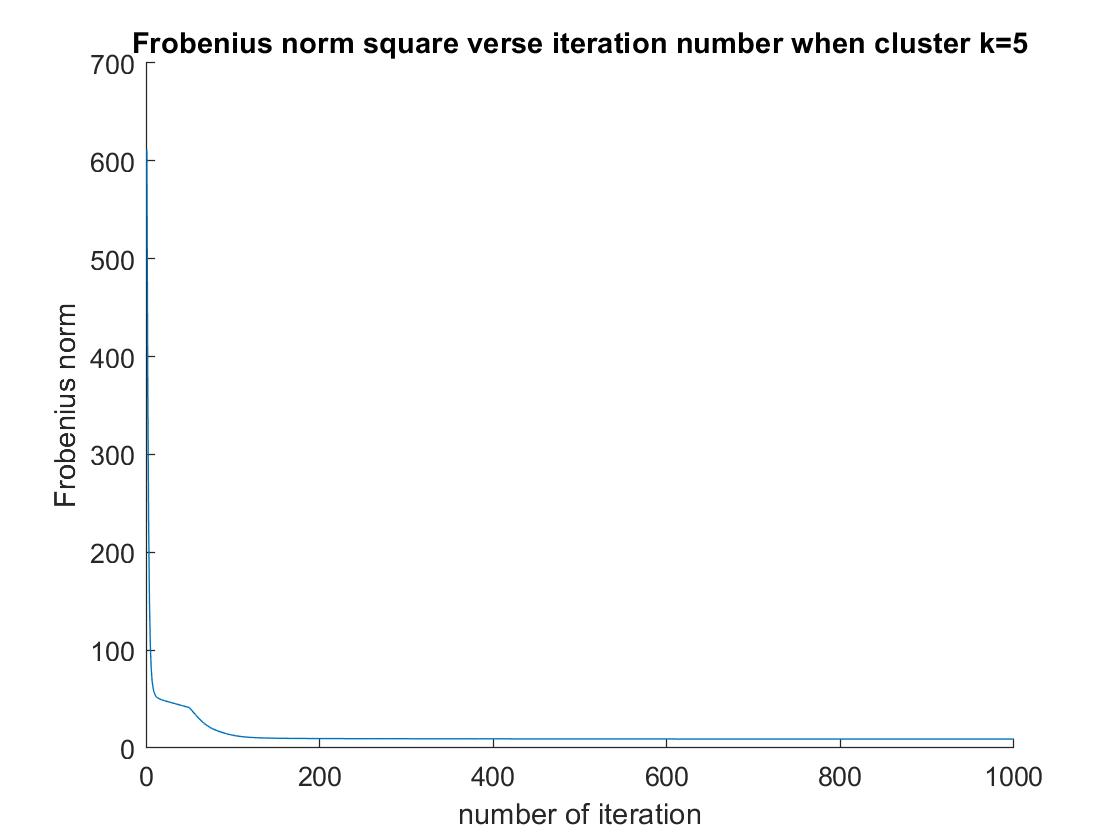 Frobenius norm square verse iteration number when cluster k=5
700
600
500
400
300
200
100
0
Frobenius norm
0 200 400 600 800 1000
number of iteration